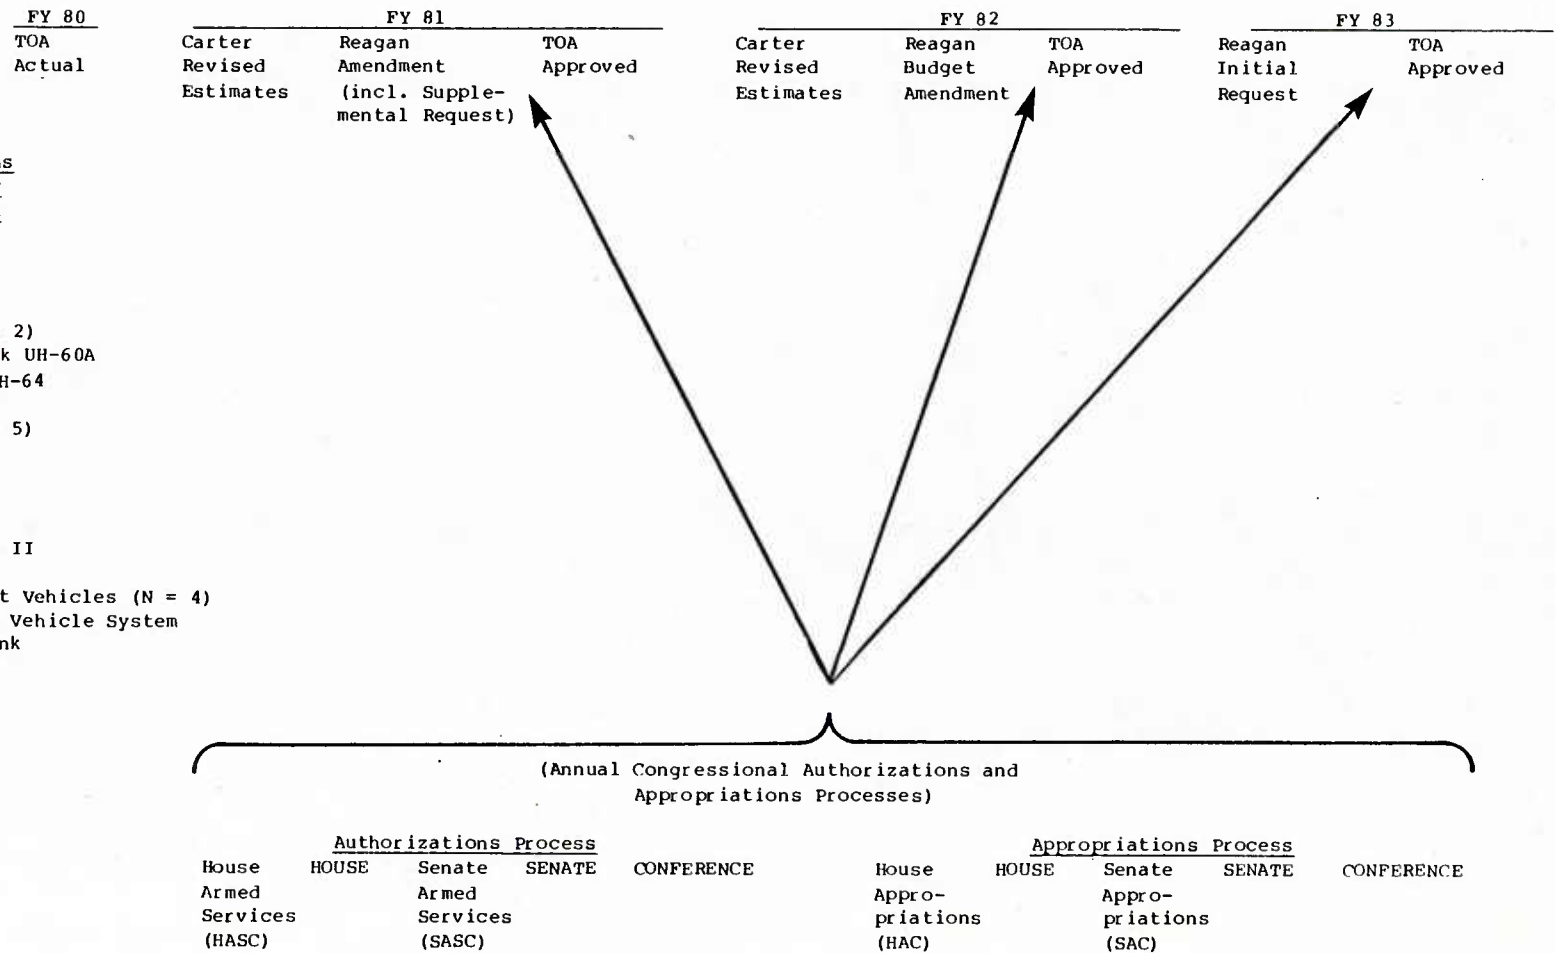 FY 80 FY 81 FY 82 FY 83
TOA Carter Reagan TOA Carter Reagan TOA Reagan TOA
Actual Revised Amendment Approved Revised Budget Approved Initial Approved
Estimates (incl. Supple- Estimates Amendment Request
mental Request)
2)
UH-60A
H-64
5)
II
Vehicles (N = 4)
Vehicle System
(Annual Congressional Authorizations and
Appropriations Processes)
Authorizations Process Appropriations Process
House HOUSE Senate SENATE CONFERENCE House HOUSE Senate SENATE CONFERENCE
Armed Armed Appro- Appro-
Services Services priations priations
(HASC) (SASC) (HAC) (SAC)